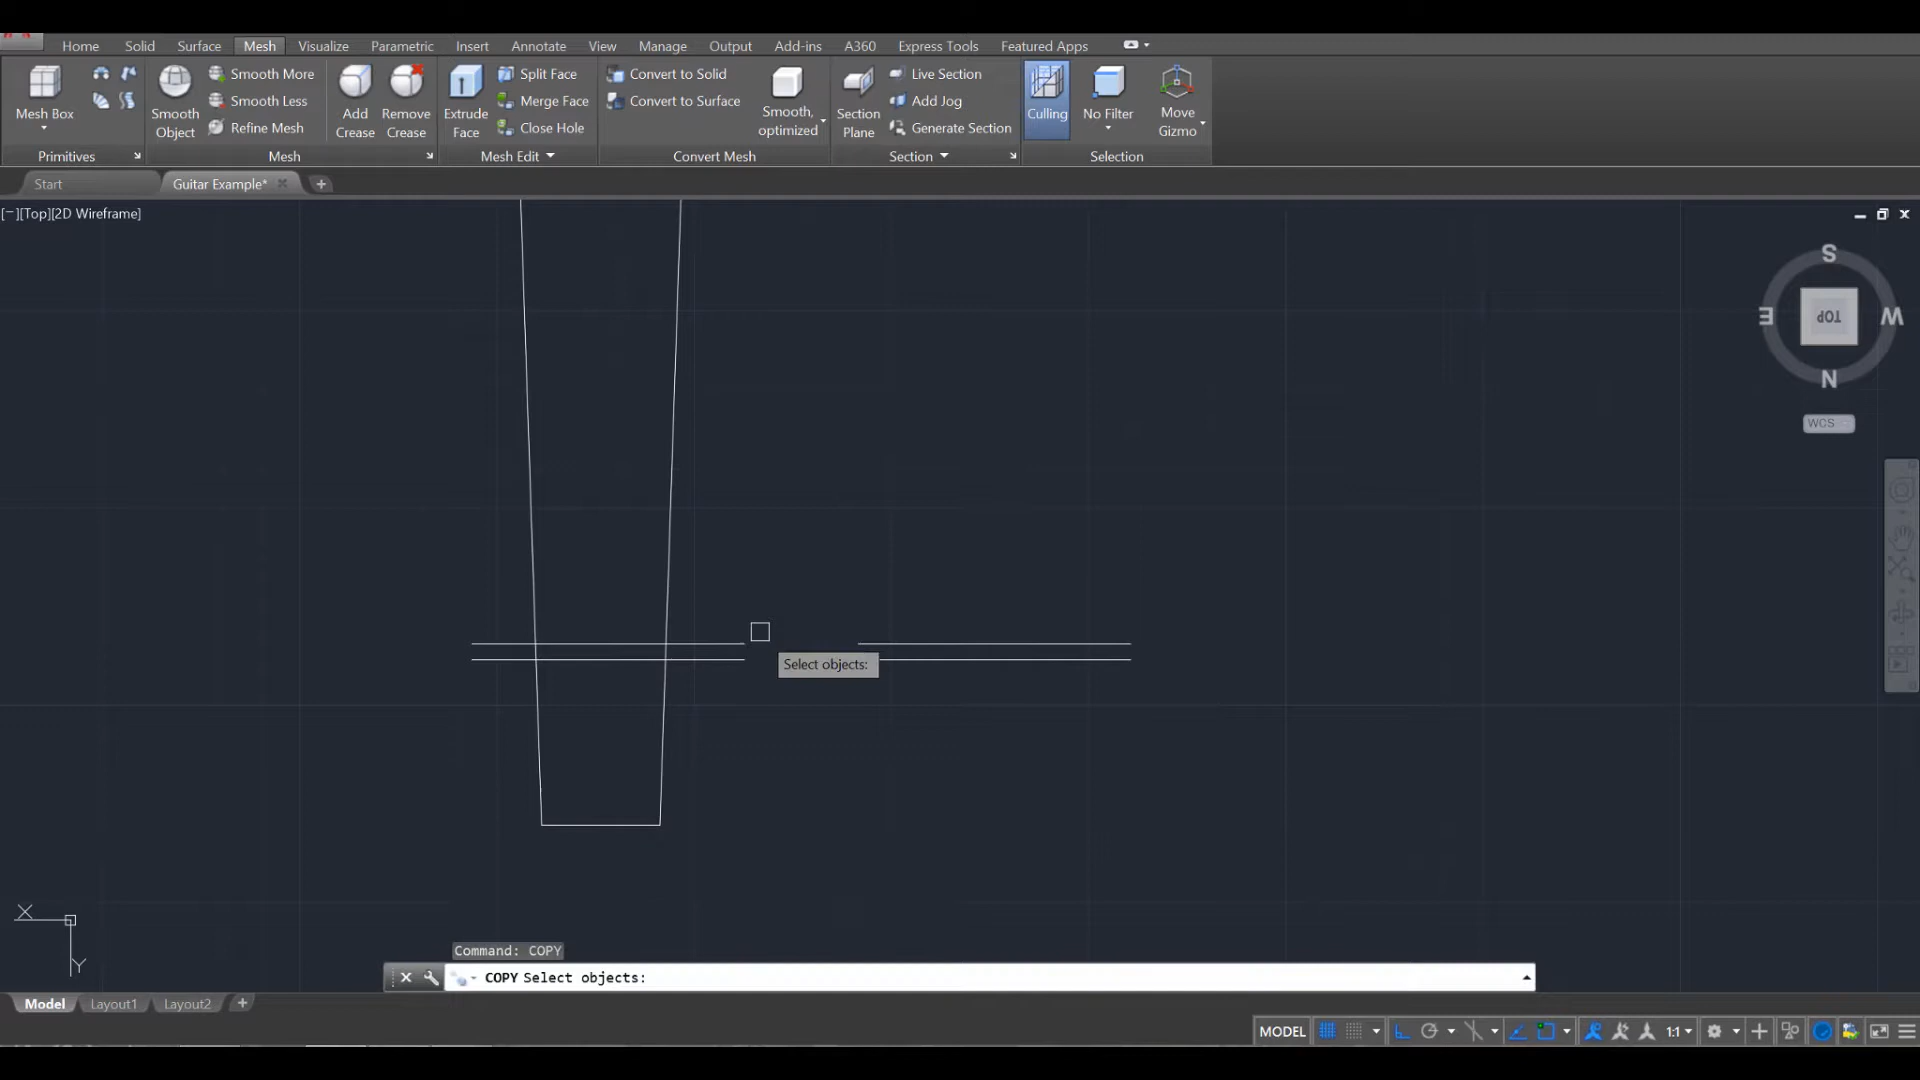 Home Solid Surface Mesh Visualize Parametric Insert Annotate View Manage Output Add-ins A360 Express Tools Featured Apps
Mesh Box
Smooth Object
Smooth More
Smooth Less
Refine Mesh
Add Crease
Remove Crease
Extrude Face
Split Face
Merge Face
Close Hole
Convert to Solid
Convert to Surface
Smooth, optimized
Section Plane
Live Section
Add Jog
Generate Section
Culling
No Filter
Move Gizmo
Primitives Mesh Mesh Edit Convert Mesh Section Selection
Start Guitar Example*
[−][Top][2D Wireframe]
S
E TOP W
N
WCS
Select objects:
X
Y
Command: COPY
COPY Select objects:
Model Layout1 Layout2
MODEL 1:1